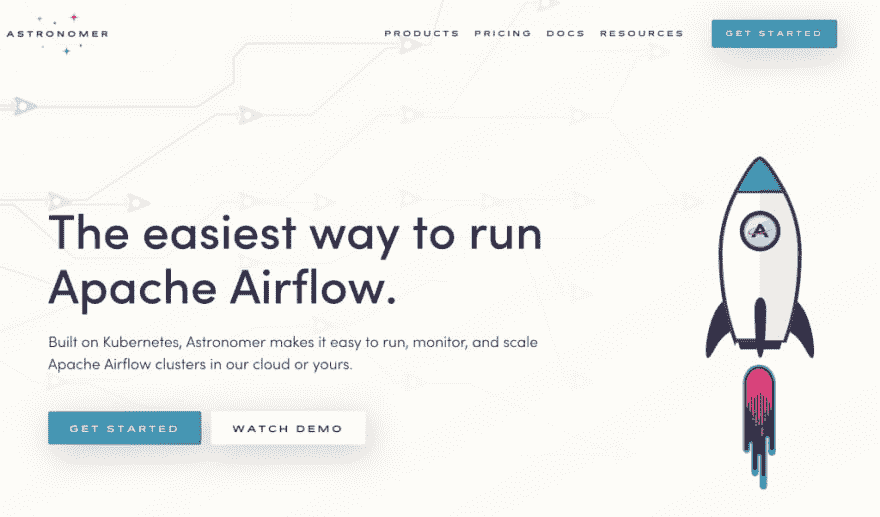 ASTRONOMER
PRODUCTS PRICING DOCS RESOURCES GET STARTED
The easiest way to run
Apache Airflow.
Built on Kubernetes, Astronomer makes it easy to run, monitor, and scale
Apache Airflow clusters in our cloud or yours.
GET STARTED WATCH DEMO
A